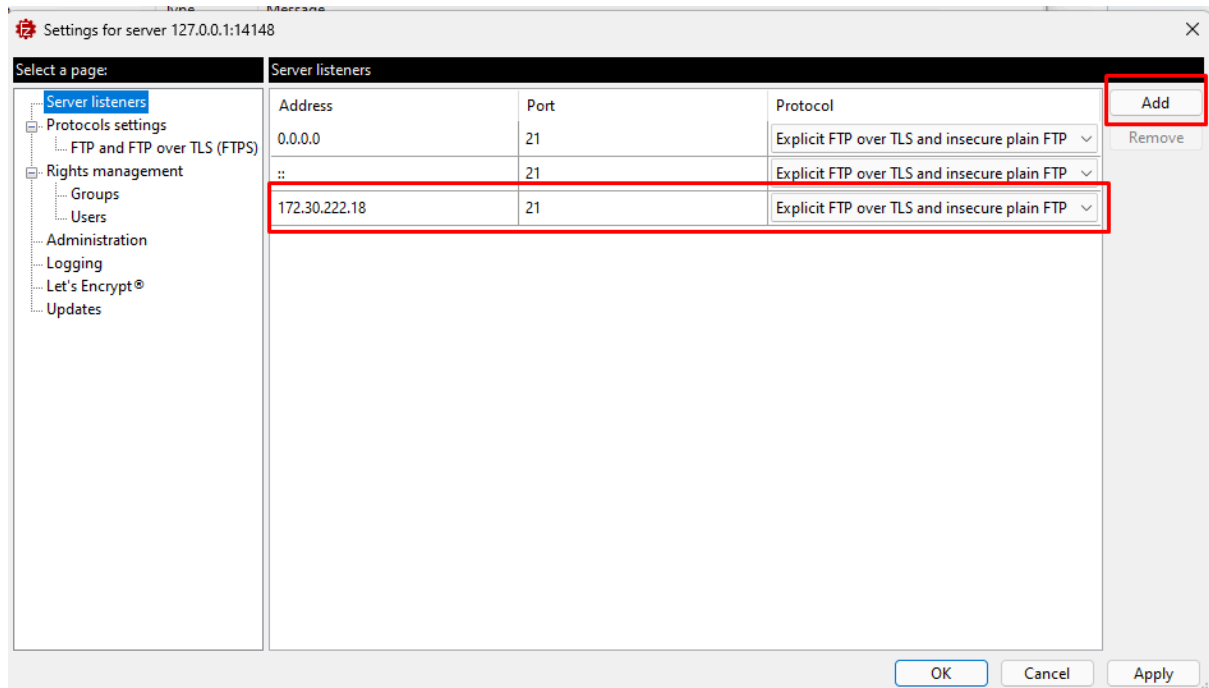 Type Message
Settings for server 127.0.0.1:14148
Select a page:
Server listeners
Server listeners
Protocols settings
FTP and FTP over TLS (FTPS)
Rights management
Groups
Users
Administration
Logging
Let's Encrypt®
Updates
Address Port Protocol
0.0.0.0 21 Explicit FTP over TLS and insecure plain FTP
:: 21 Explicit FTP over TLS and insecure plain FTP
172.30.222.18 21 Explicit FTP over TLS and insecure plain FTP
Add
Remove
OK Cancel Apply